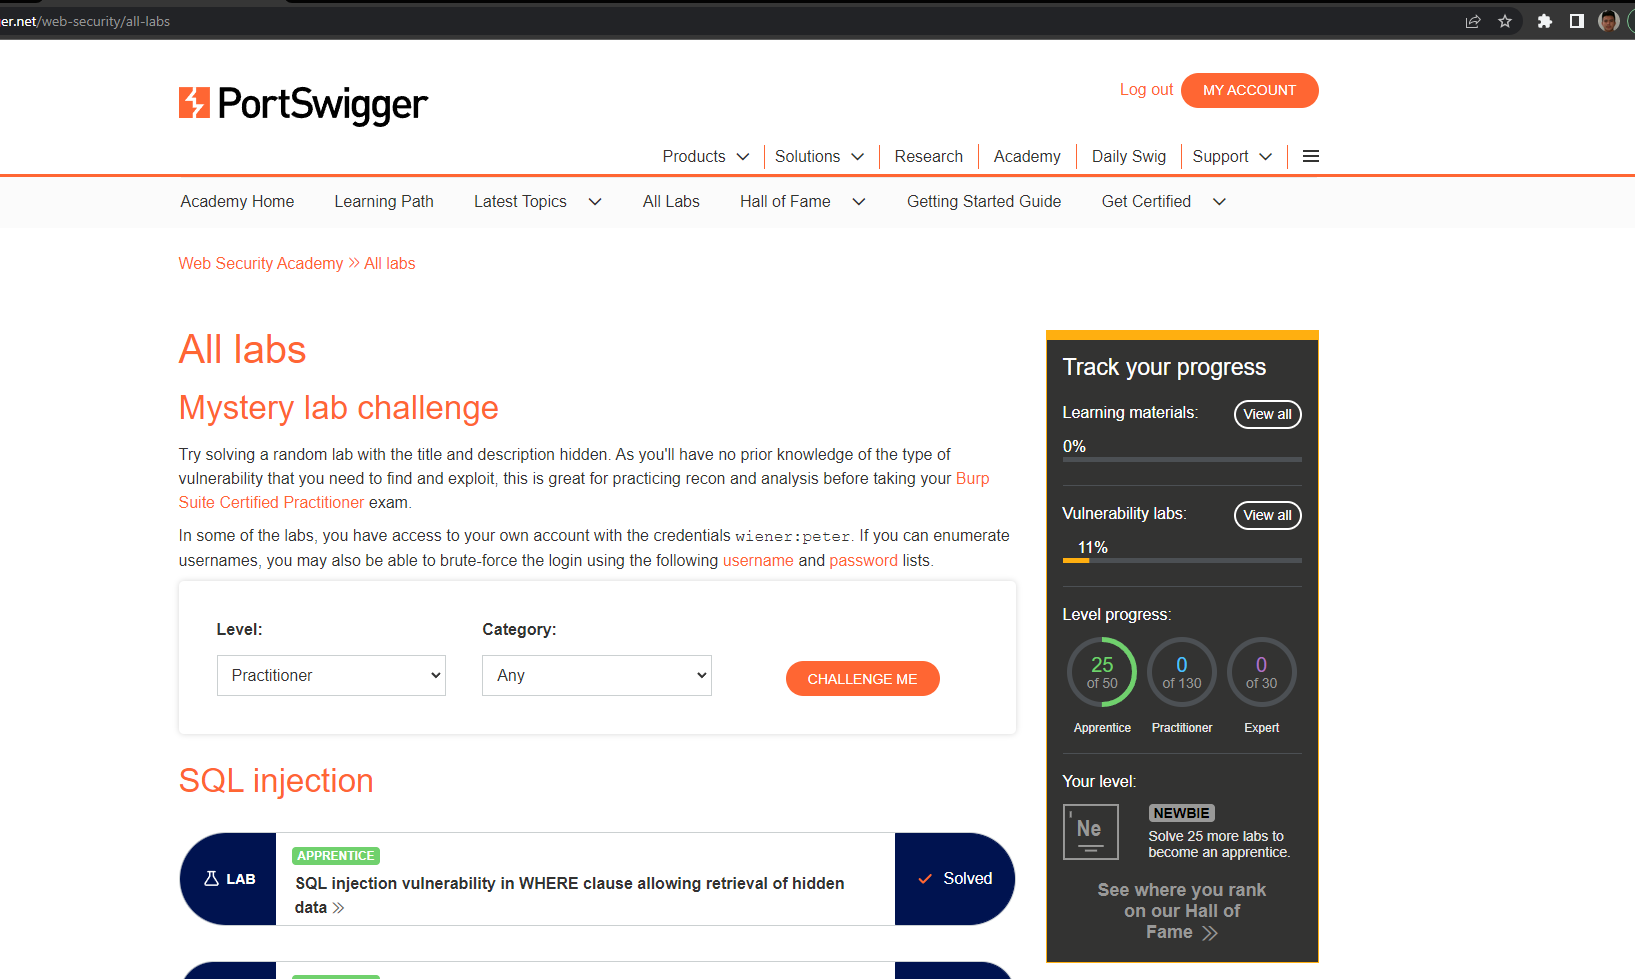 er.net/web-security/all-labs
PortSwigger
Log out
MY ACCOUNT
Products
Solutions
Research
Academy
Daily Swig
Support
Academy Home
Learning Path
Latest Topics
All Labs
Hall of Fame
Getting Started Guide
Get Certified
Web Security Academy >> All labs
All labs
Mystery lab challenge
Try solving a random lab with the title and description hidden. As you'll have no prior knowledge of the type of
vulnerability that you need to find and exploit, this is great for practicing recon and analysis before taking your Burp
Suite Certified Practitioner exam.
In some of the labs, you have access to your own account with the credentials wiener:peter. If you can enumerate
usernames, you may also be able to brute-force the login using the following username and password lists.
Level:
Category:
Practitioner
Any
CHALLENGE ME
SQL injection
LAB
APPRENTICE
SQL injection vulnerability in WHERE clause allowing retrieval of hidden
data >>
Solved
Track your progress
Learning materials:
View all
0%
Vulnerability labs:
View all
11%
Level progress:
25
of 50
0
of 130
0
of 30
Apprentice
Practitioner
Expert
Your level:
Ne
NEWBIE
Solve 25 more labs to
become an apprentice.
See where you rank
on our Hall of
Fame >>